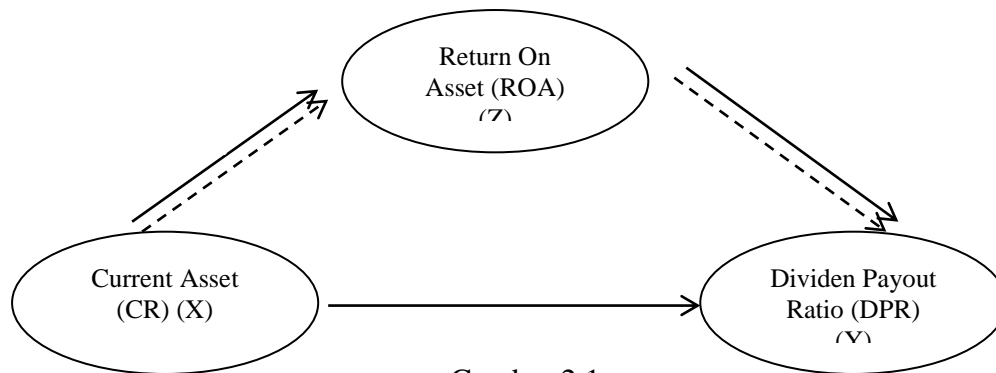 Return On
Asset (ROA)
(Z)
Current Asset
(CR) (X)
Dividen Payout
Ratio (DPR)
(Y)